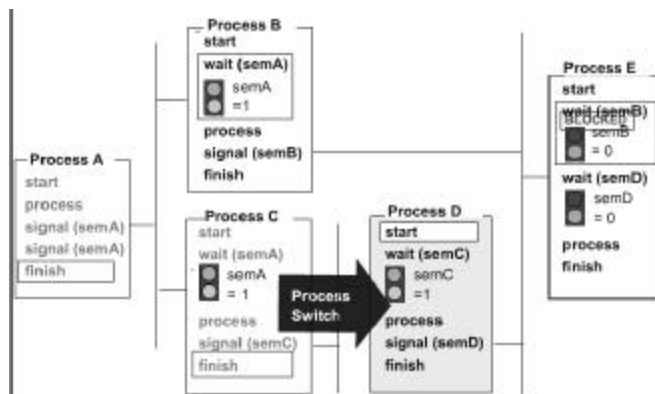 Process A
start
process
signal (semA)
signal (semA)
finish
Process B
start
wait (semA)
semA
=1
process
signal (semB)
finish
Process C
start
wait (semA)
semA
= 1
process
signal (semC)
finish
Process
Switch
Process D
start
wait (semC)
semC
=1
process
signal (semD)
finish
Process E
start
wait (semB)
BLOCKED
semB
= 0
wait (semD)
semD
= 0
process
finish